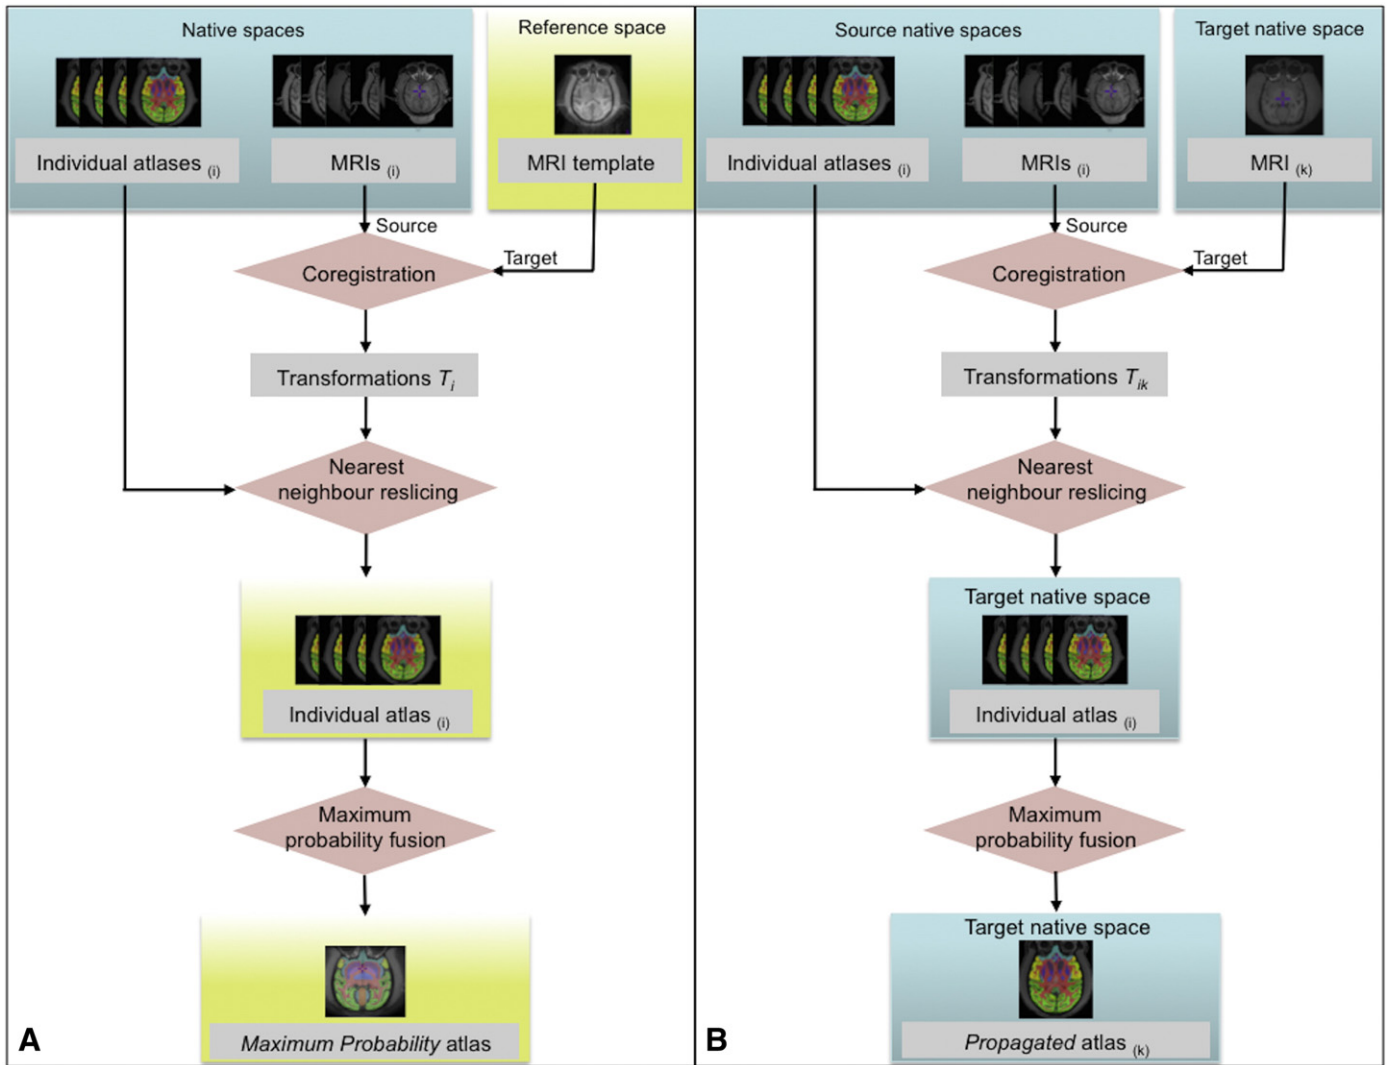 Native spaces
Reference space
Individual atlases (i)
MRIs (i)
MRI template
Source
Target
Coregistration
Transformations Ti
Nearest
neighbour reslicing
Individual atlas (i)
Maximum
probability fusion
Maximum Probability atlas
A
Source native spaces
Target native space
Individual atlases (i)
MRIs (i)
MRI (k)
Source
Target
Coregistration
Transformations Tik
Nearest
neighbour reslicing
Target native space
Individual atlas (i)
Maximum
probability fusion
Target native space
Propagated atlas (k)
B